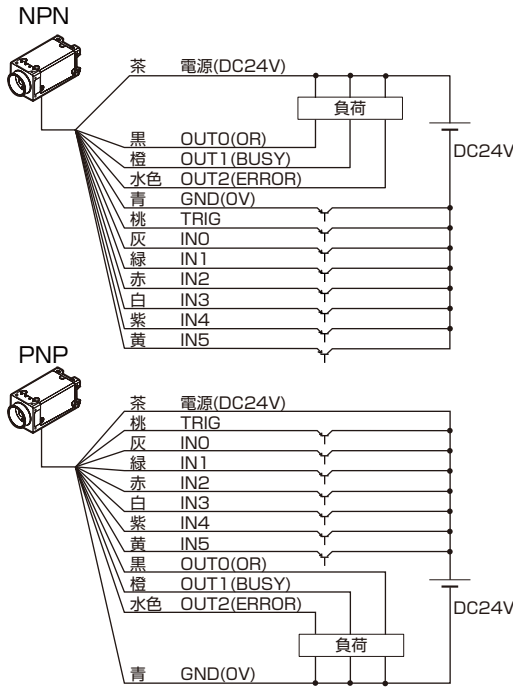 NPN
茶 電源(DC24V)
負荷
黒 OUT0(OR)
橙 OUT1(BUSY)
DC24V
水色 OUT2(ERROR)
青 GND(0V)
桃 TRIG
灰 IN0
緑 IN1
赤 IN2
白 IN3
紫 IN4
黄 IN5
PNP
茶 電源(DC24V)
桃 TRIG
灰 IN0
緑 IN1
赤 IN2
白 IN3
紫 IN4
黄 IN5
黒 OUT0(OR)
橙 OUT1(BUSY)
水色 OUT2(ERROR)
DC24V
負荷
青 GND(0V)